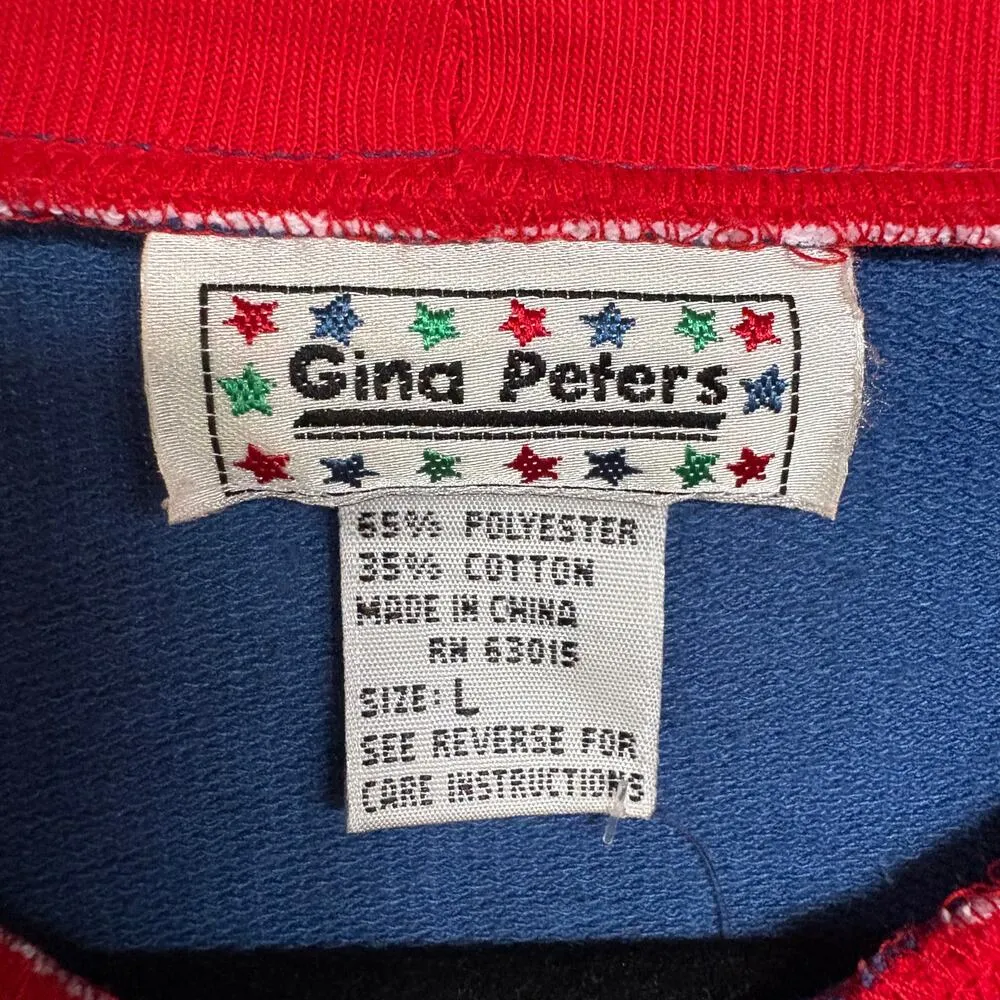 Gina Peters
65% POLYESTER
35% COTTON
MADE IN CHINA
RN 63015
SIZE: L
SEE REVERSE FOR
CARE INSTRUCTIONS